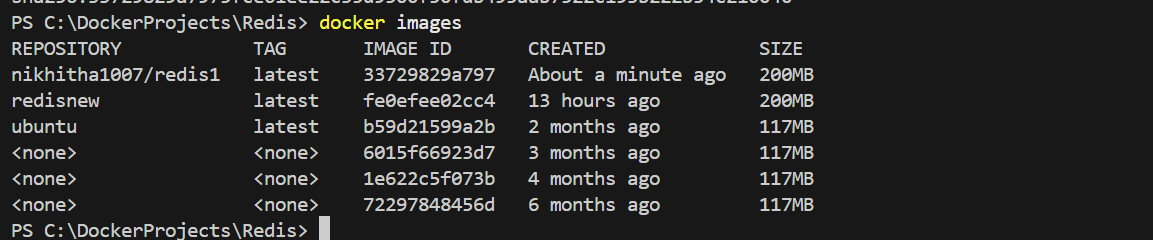 PS C:\DockerProjects\Redis> docker images
REPOSITORY TAG IMAGE ID CREATED SIZE
nikhitha1007/redis1 latest 33729829a797 About a minute ago 200MB
redisnew latest fe0efee02cc4 13 hours ago 200MB
ubuntu latest b59d21599a2b 2 months ago 117MB
<none> <none> 6015f66923d7 3 months ago 117MB
<none> <none> 1e622c5f073b 4 months ago 117MB
<none> <none> 72297848456d 6 months ago 117MB
PS C:\DockerProjects\Redis>